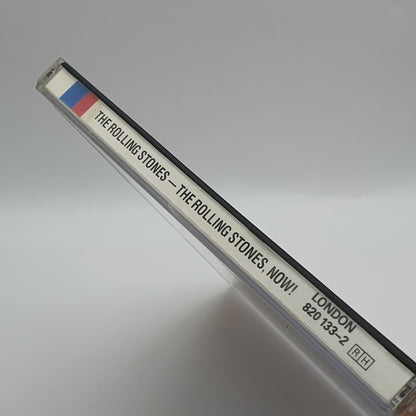 THE ROLLING STONES — THE ROLLING STONES, NOW!
LONDON
820 133-2
RH